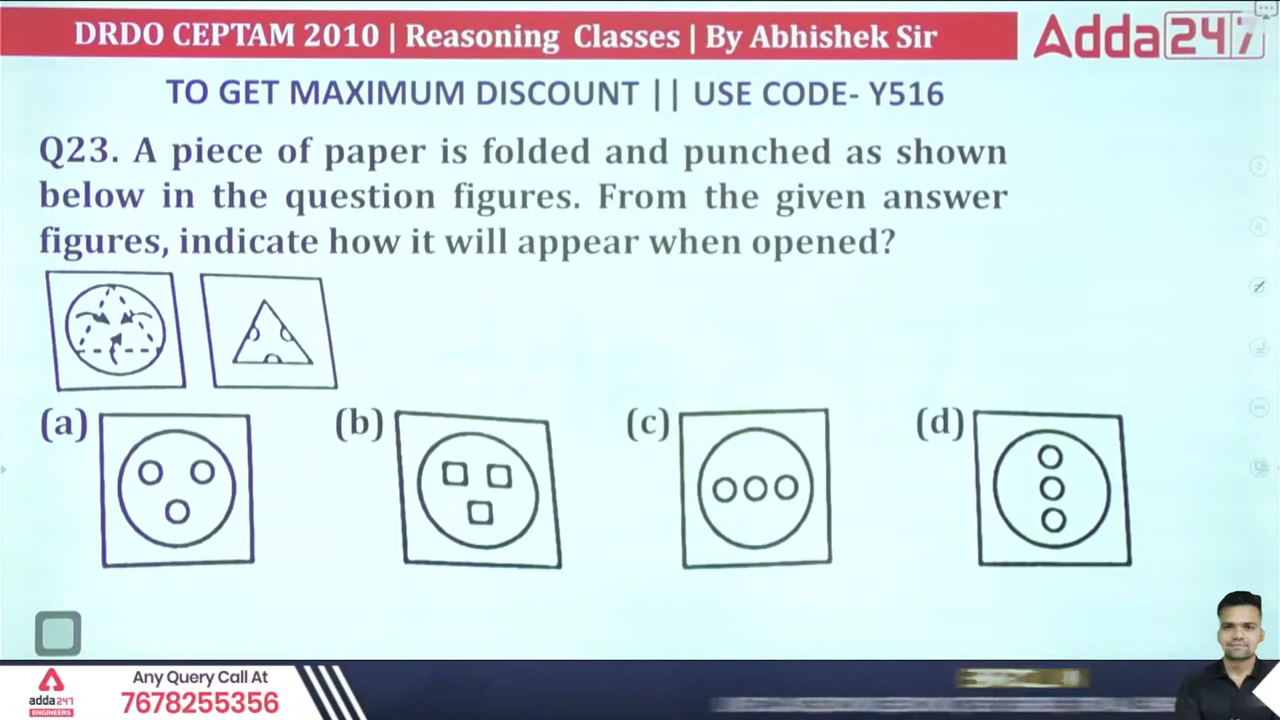 DRDO CEPTAM 2010 | Reasoning Classes | By Abhishek Sir
Adda247
TO GET MAXIMUM DISCOUNT || USE CODE- Y516
Q23. A piece of paper is folded and punched as shown
below in the question figures. From the given answer
figures, indicate how it will appear when opened?
(a)
(b)
(c)
(d)
adda247
ENGINEERS
Any Query Call At
7678255356